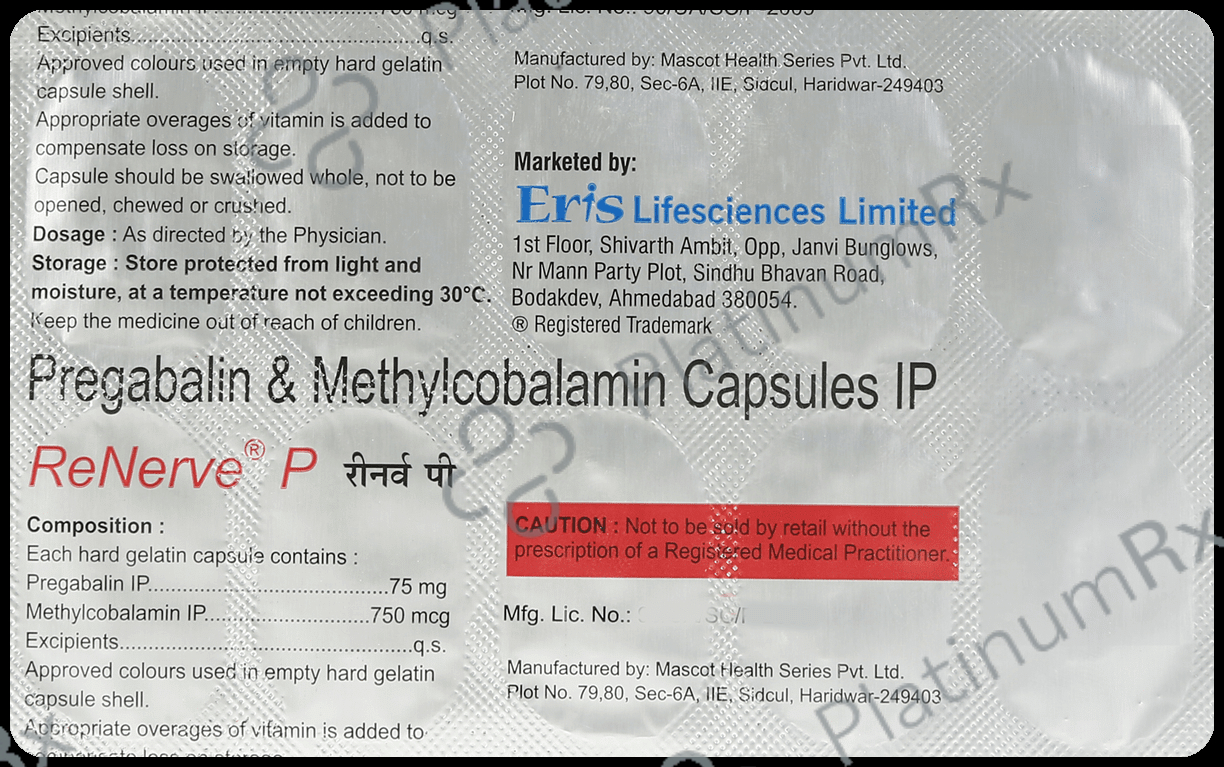 Excipients................................................q.s.
Approved colours used in empty hard gelatin
capsule shell.
Appropriate overages of vitamin is added to
compensate loss on storage.
Capsule should be swallowed whole, not to be
opened, chewed or crushed.
Dosage : As directed by the Physician.
Storage : Store protected from light and
moisture, at a temperature not exceeding 30°C.
Keep the medicine out of reach of children.
Manufactured by: Mascot Health Series Pvt. Ltd.
Plot No. 79,80, Sec-6A, IIE, Sidcul, Haridwar-249403
Marketed by:
Eris Lifesciences Limited
1st Floor, Shivarth Ambit, Opp, Janvi Bunglows,
Nr Mann Party Plot, Sindhu Bhavan Road,
Bodakdev, Ahmedabad 380054.
® Registered Trademark
Pregabalin & Methylcobalamin Capsules IP
ReNerve® P रीनर्व पी
Composition :
Each hard gelatin capsule contains :
Pregabalin IP........................................75 mg
Methylcobalamin IP...........................750 mcg
Excipients.................................................q.s.
Approved colours used in empty hard gelatin
capsule shell.
Appropriate overages of vitamin is added to
compensate loss on storage.
CAUTION : Not to be sold by retail without the
prescription of a Registered Medical Practitioner.
Mfg. Lic. No.:
Manufactured by: Mascot Health Series Pvt. Ltd.
Plot No. 79,80, Sec-6A, IIE, Sidcul, Haridwar-249403
PlatinumRx
PlatinumRx